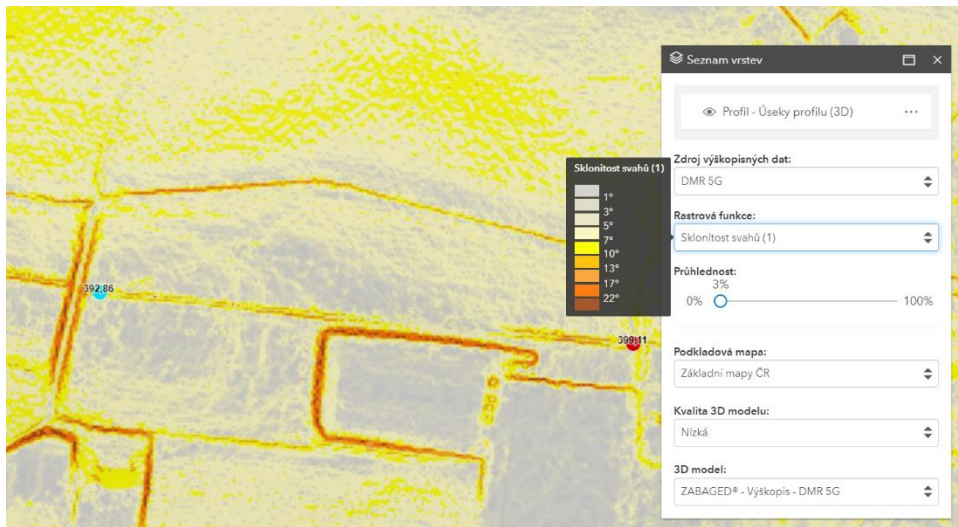 Seznam vrstev
Profil - Úseky profilu (3D)
Zdroj výškopisných dat:
DMR 5G
Rastrová funkce:
Sklonitost svahů (1)
Průhlednost:
3%
0%
100%
Podkladová mapa:
Základní mapy ČR
Kvalita 3D modelu:
Nízká
3D model:
ZABAGED® - Výškopis - DMR 5G
Sklonitost svahů (1)
1°
3°
5°
7°
10°
13°
17°
22°
392,86
399,11